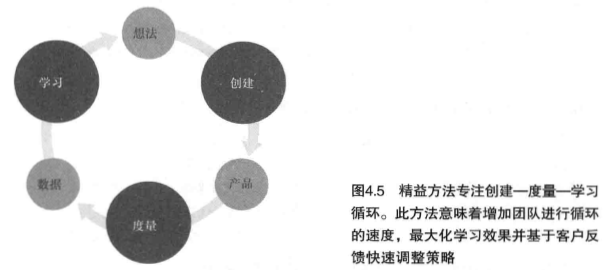 想法
学习
创建
数据
产品
度量
图4.5 精益方法专注创建—度量—学习
循环。此方法意味着增加团队进行循环
的速度，最大化学习效果并基于客户反
馈快速调整策略